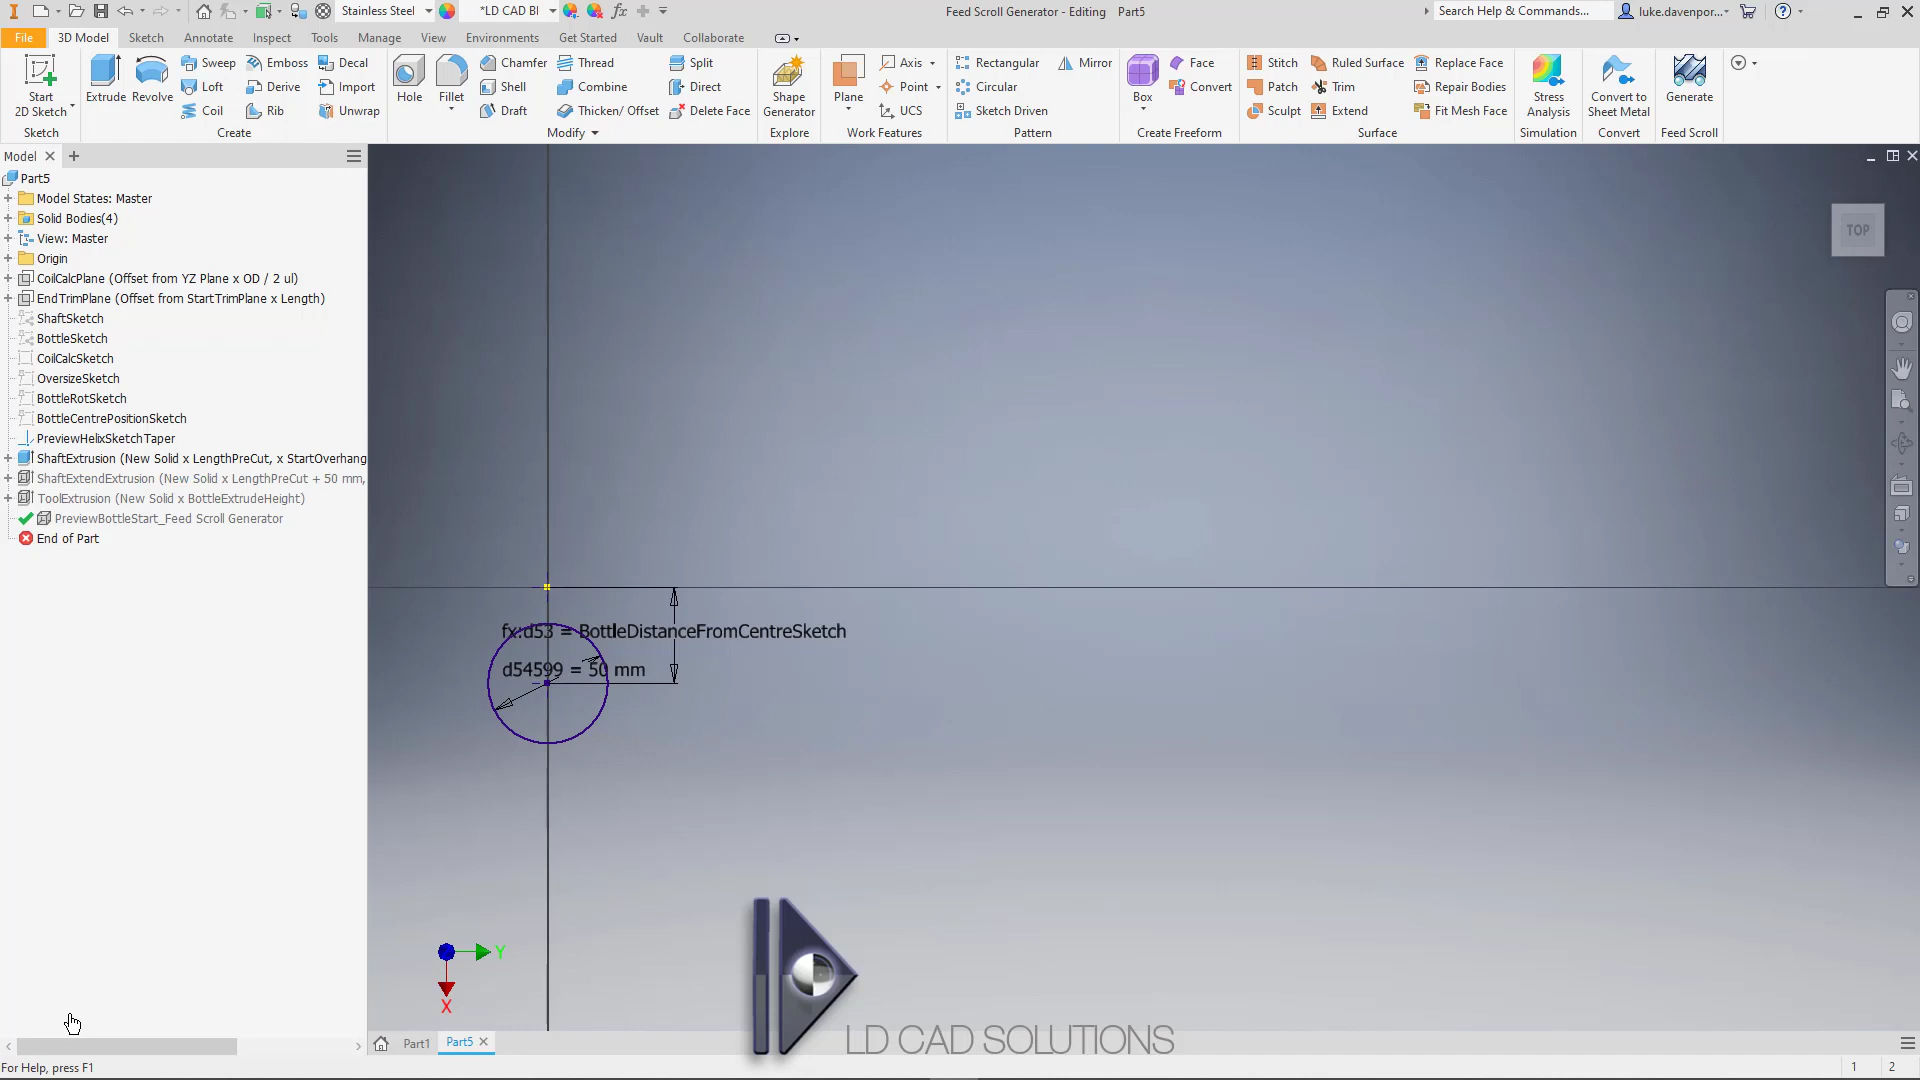 Stainless Steel
*LD CAD Bl
fx
Feed Scroll Generator - Editing Part5
Search Help & Commands...
luke.davenpor...
File
3D Model
Sketch
Annotate
Inspect
Tools
Manage
View
Environments
Get Started
Vault
Collaborate
Start
2D Sketch
Extrude
Revolve
Sweep
Emboss
Decal
Loft
Derive
Import
Coil
Rib
Unwrap
Hole
Fillet
Chamfer
Thread
Split
Shell
Combine
Direct
Draft
Thicken/ Offset
Delete Face
Shape
Generator
Plane
Axis
Point
UCS
Rectangular
Mirror
Circular
Sketch Driven
Box
Face
Convert
Stitch
Ruled Surface
Replace Face
Patch
Trim
Repair Bodies
Sculpt
Extend
Fit Mesh Face
Stress
Analysis
Convert to
Sheet Metal
Generate
Sketch
Create
Modify
Explore
Work Features
Pattern
Create Freeform
Surface
Simulation
Convert
Feed Scroll
Model
Part5
Model States: Master
Solid Bodies(4)
View: Master
Origin
CoilCalcPlane (Offset from YZ Plane x OD / 2 ul)
EndTrimPlane (Offset from StartTrimPlane x Length)
ShaftSketch
BottleSketch
CoilCalcSketch
OversizeSketch
BottleRotSketch
BottleCentrePositionSketch
PreviewHelixSketchTaper
ShaftExtrusion (New Solid x LengthPreCut, x StartOverhang
ShaftExtendExtrusion (New Solid x LengthPreCut + 50 mm,
ToolExtrusion (New Solid x BottleExtrudeHeight)
PreviewBottleStart_Feed Scroll Generator
End of Part
TOP
fx:d53 = BottleDistanceFromCentreSketch
d54599 = 50 mm
Y
X
LD CAD SOLUTIONS
Part1
Part5
For Help, press F1
1
2